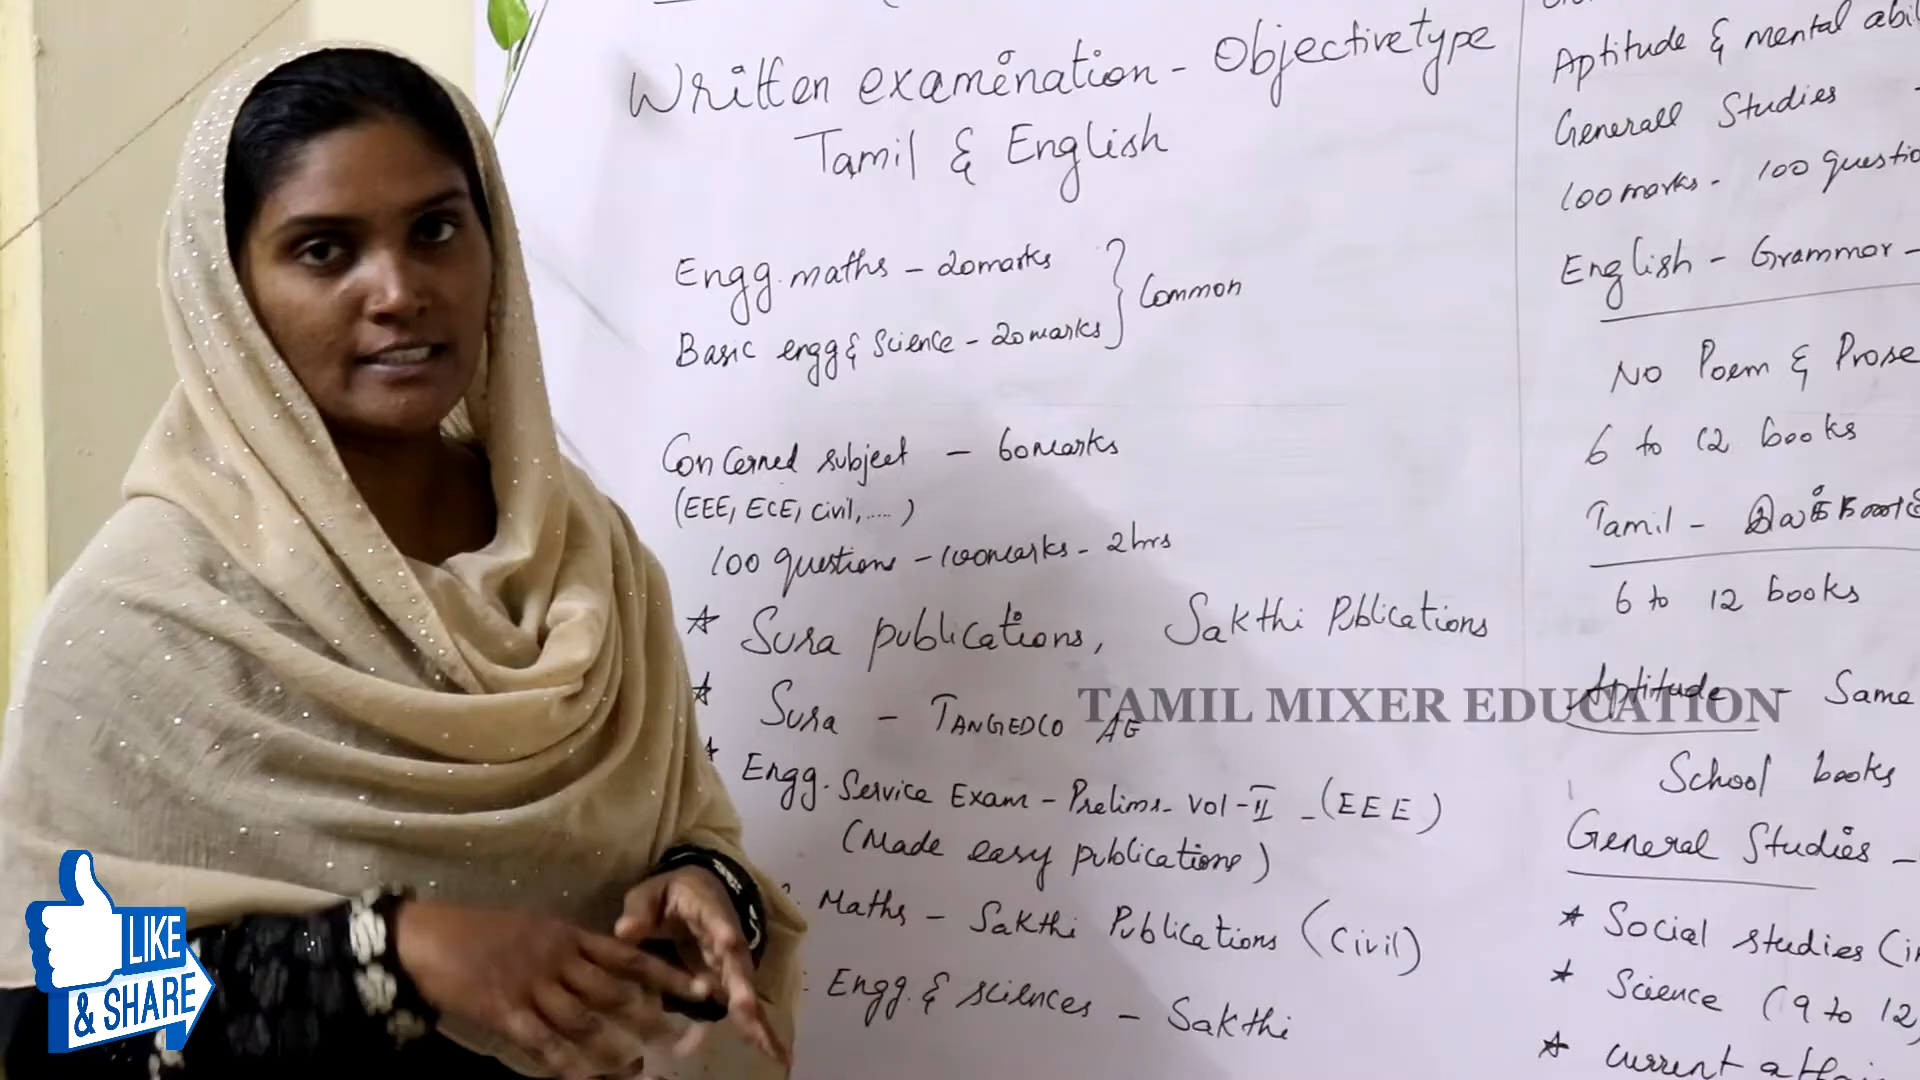 Written examination - Objective type
Tamil & English
Engg. maths - 20 marks
Basic engg & Science - 20 marks } Common
Concerned subject - 60 marks
(EEE, ECE, Civil, .....)
100 questions - 100 marks - 2 hrs
☆ Sura publications, Sakthi Pblications
☆ Sura - TANGEDCO AE
Engg. Service Exam - Prelims - Vol - II - (EEE)
(Made easy publications)
Maths - Sakthi Publications (Civil)
Engg. & sciences - Sakthi
Aptitude & mental abil
Generall Studies -
100 marks - 100 questio
English - Grammar -
No Poem & Prose
6 to 12 books
Tamil -
6 to 12 books
Aptitude - Same
School books
General Studies -
☆ Social studies (
☆ Science (9 to 12
☆ current affai
TAMIL MIXER EDUCATION
LIKE
& SHARE